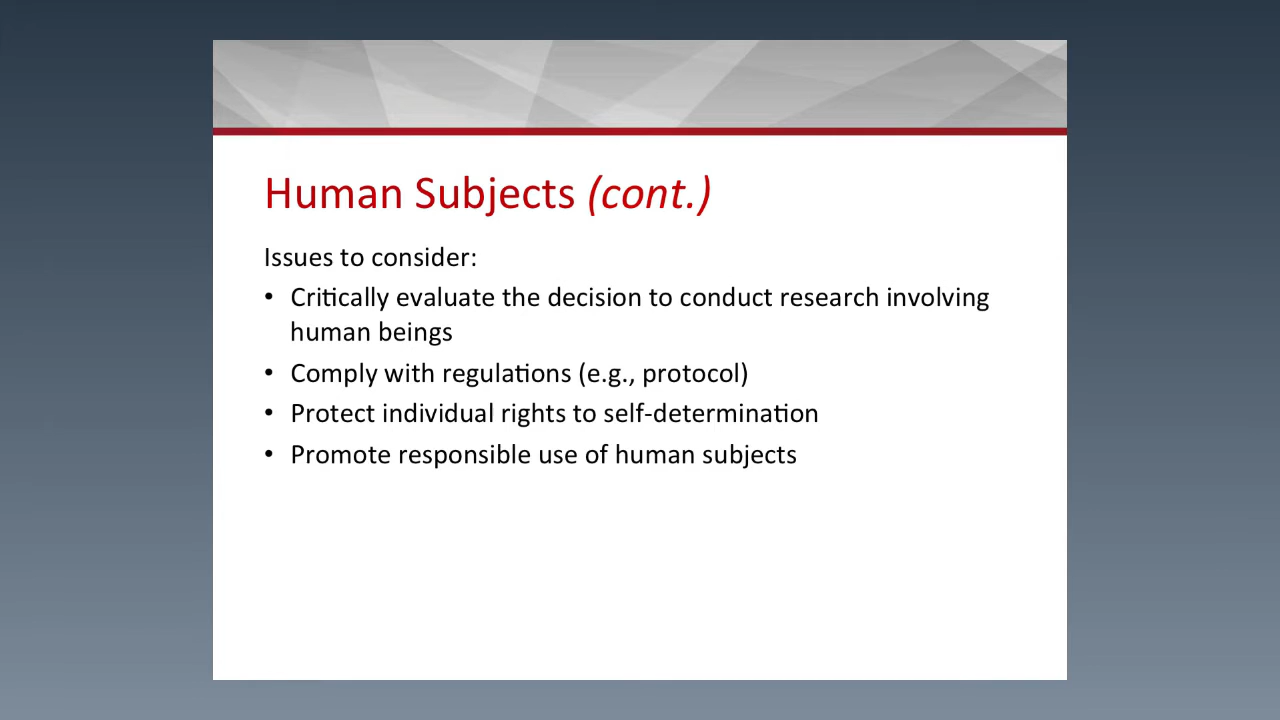 Human Subjects (cont.)
Issues to consider:
• Critically evaluate the decision to conduct research involving
human beings
• Comply with regulations (e.g., protocol)
• Protect individual rights to self-determination
• Promote responsible use of human subjects